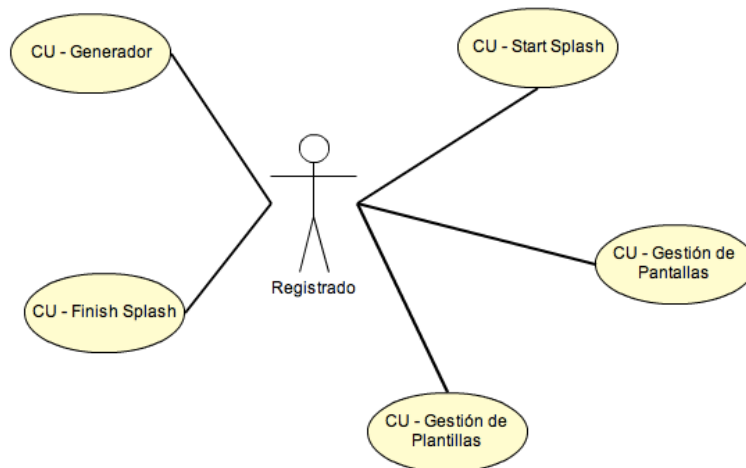 CU - Generador
CU - Start Splash
CU - Gestión de
Pantallas
Registrado
CU - Finish Splash
CU - Gestión de
Plantillas